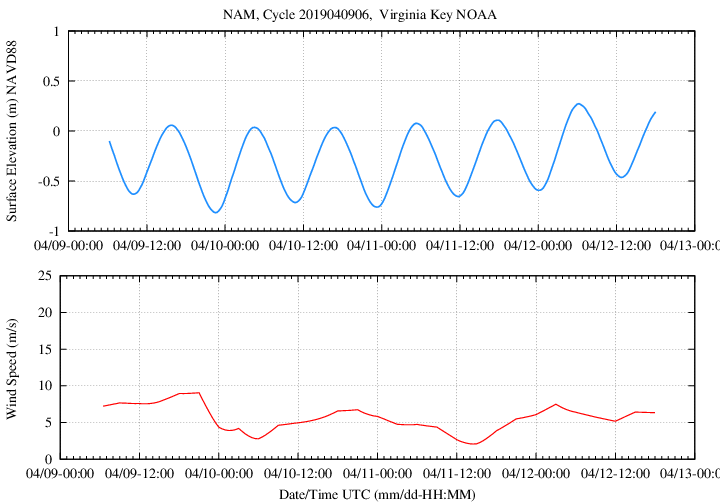 NAM, Cycle 2019040906,  Virginia Key NOAA
Surface Elevation (m) NAVD88
1
0.5
0
-0.5
-1
04/09-00:00 04/09-12:00 04/10-00:00 04/10-12:00 04/11-00:00 04/11-12:00 04/12-00:00 04/12-12:00 04/13-00:00
Wind Speed (m/s)
25
20
15
10
5
0
04/09-00:00 04/09-12:00 04/10-00:00 04/10-12:00 04/11-00:00 04/11-12:00 04/12-00:00 04/12-12:00 04/13-00:00
Date/Time UTC (mm/dd-HH:MM)